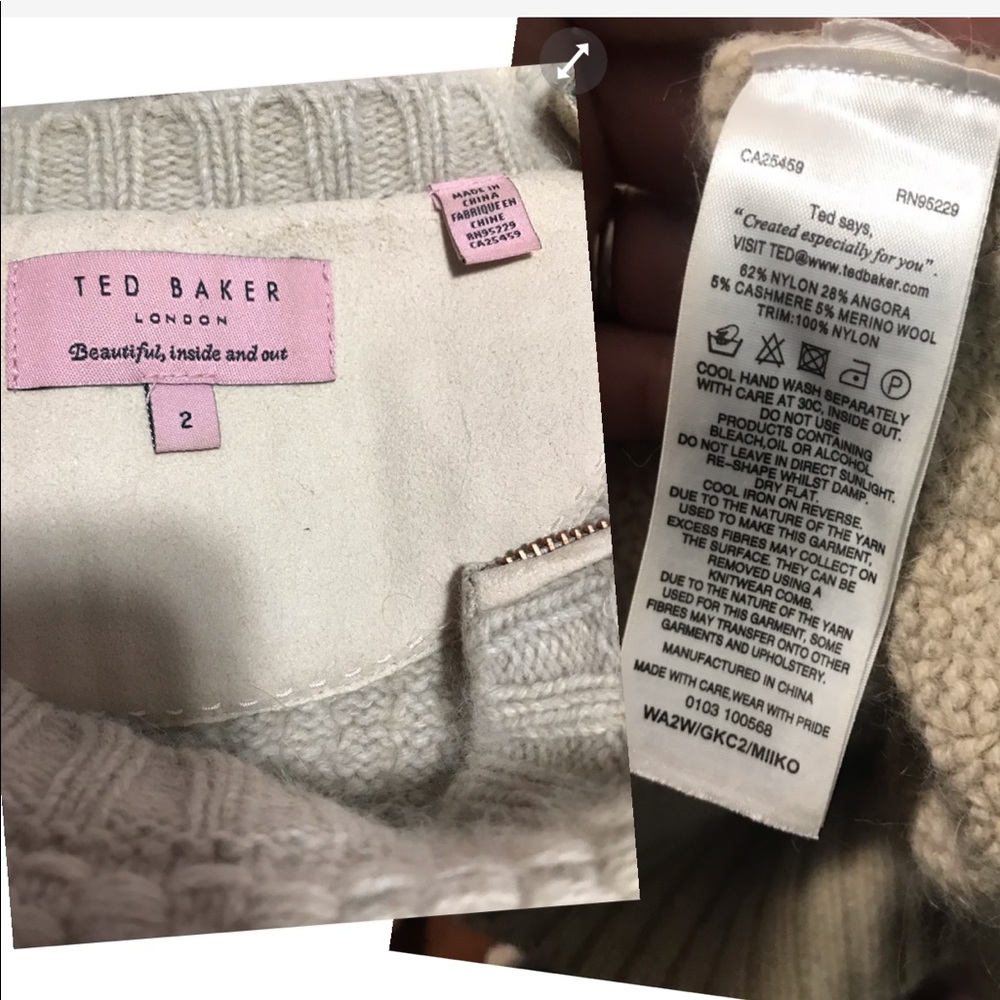 TED BAKER
LONDON
Beautiful, inside and out
2
MADE IN
CHINA
FABRIQUE EN
CHINE
RN95229
CA25459
CA25459
RN95229
Ted says,
“Created especially for you”.
VISIT TED@www.tedbaker.com
62% NYLON 28% ANGORA
5% CASHMERE 5% MERINO WOOL
TRIM:100% NYLON
P
COOL HAND WASH SEPARATELY
WITH CARE AT 30C, INSIDE OUT.
DO NOT USE
PRODUCTS CONTAINING
BLEACH,OIL OR ALCOHOL.
DO NOT LEAVE IN DIRECT SUNLIGHT.
RE-SHAPE WHILST DAMP.
DRY FLAT.
COOL IRON ON REVERSE.
DUE TO THE NATURE OF THE YARN
USED TO MAKE THIS GARMENT,
EXCESS FIBRES MAY COLLECT ON
THE SURFACE. THEY CAN BE
REMOVED USING A
KNITWEAR COMB.
DUE TO THE NATURE OF THE YARN
USED FOR THIS GARMENT, SOME
FIBRES MAY TRANSFER ONTO OTHER
GARMENTS AND UPHOLSTERY.
MANUFACTURED IN CHINA
MADE WITH CARE,WEAR WITH PRIDE
0103 100568
WA2W/GKC2/MIIKO